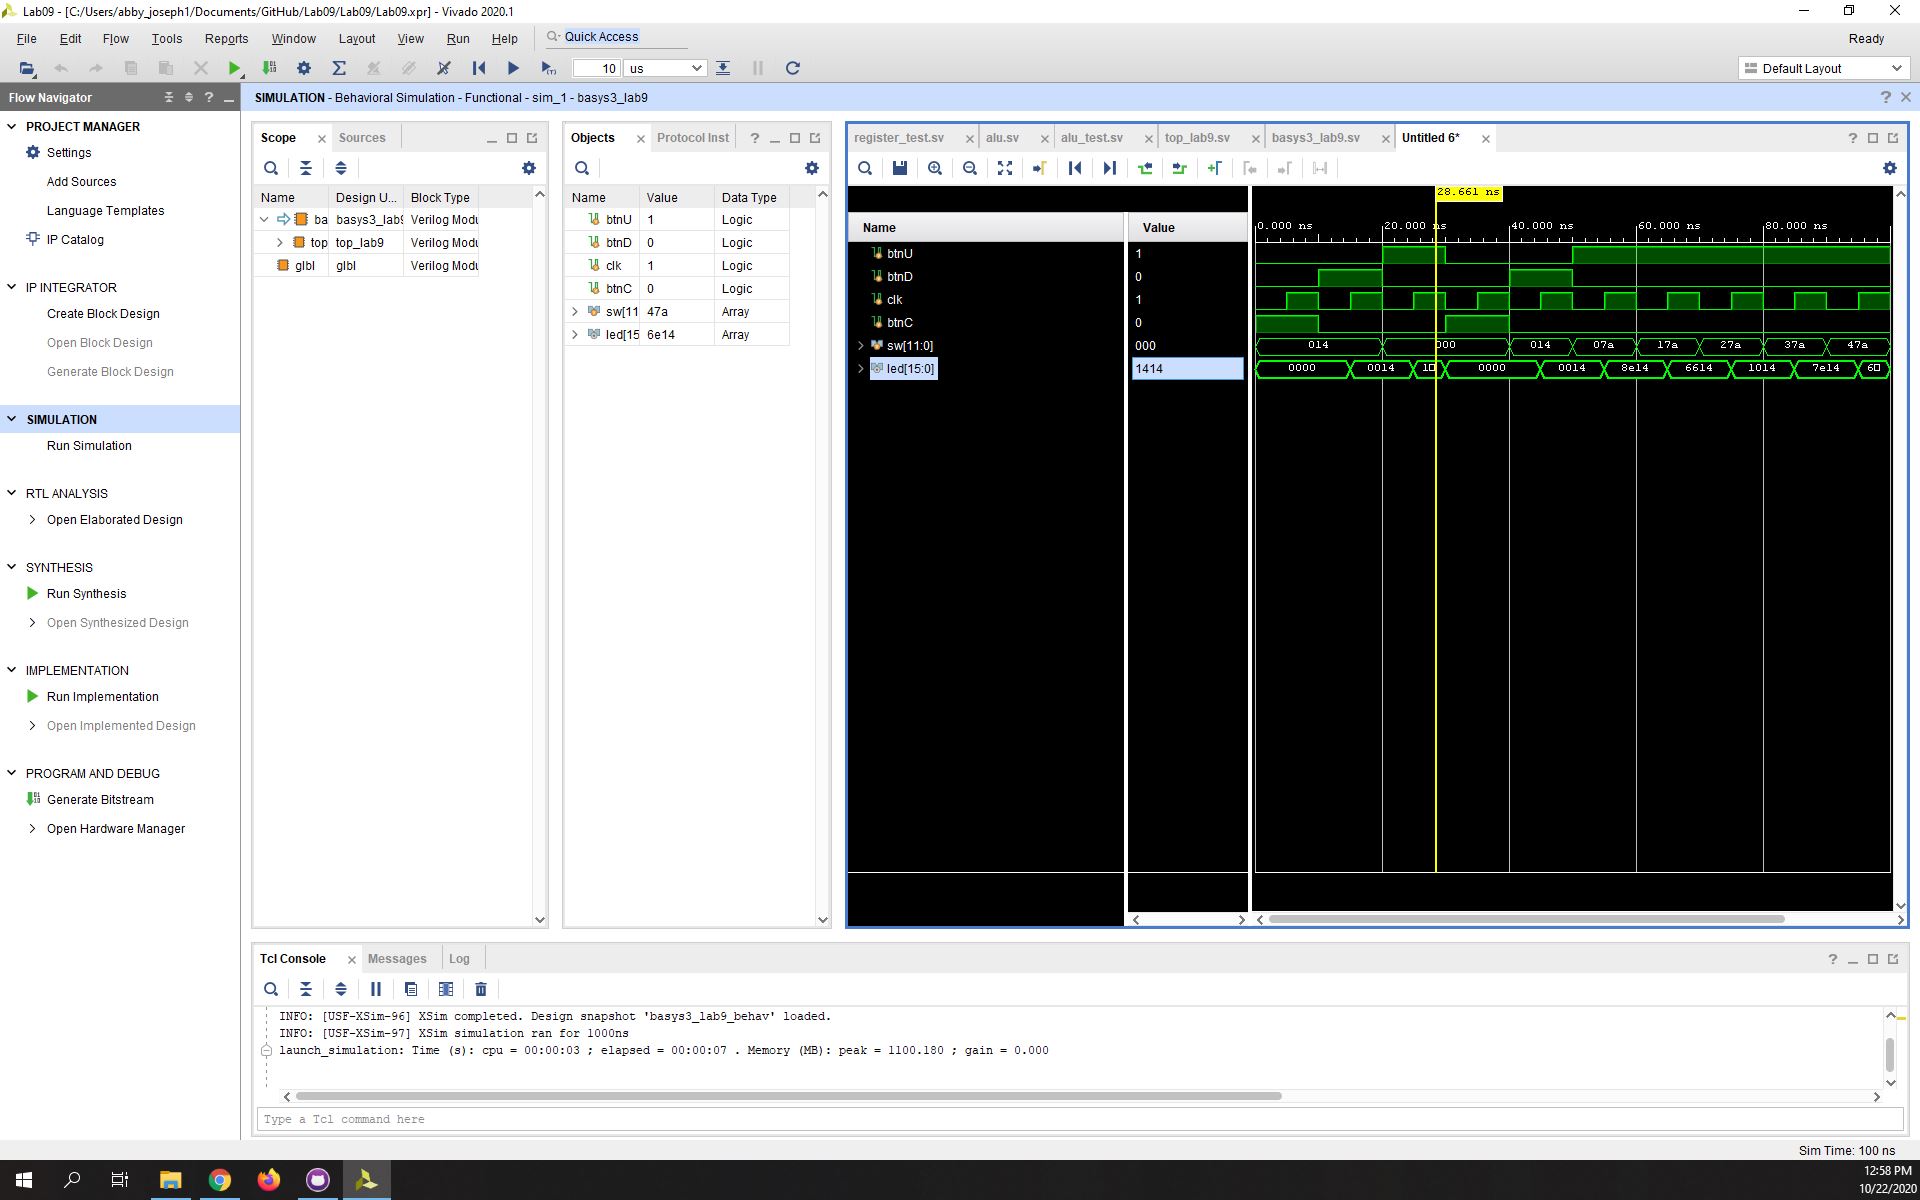 Lab09 - [C:/Users/abby_joseph1/Documents/GitHub/Lab09/Lab09/Lab09.xpr] - Vivado 2020.1
File Edit Flow Tools Reports Window Layout View Run Help Quick Access Ready
10 us Default Layout
Flow Navigator
SIMULATION - Behavioral Simulation - Functional - sim_1 - basys3_lab9
PROJECT MANAGER
Settings
Add Sources
Language Templates
IP Catalog
IP INTEGRATOR
Create Block Design
Open Block Design
Generate Block Design
SIMULATION
Run Simulation
RTL ANALYSIS
Open Elaborated Design
SYNTHESIS
Run Synthesis
Open Synthesized Design
IMPLEMENTATION
Run Implementation
Open Implemented Design
PROGRAM AND DEBUG
Generate Bitstream
Open Hardware Manager
Scope Sources
Name Design U... Block Type
ba basys3_lab9 Verilog Modu
top top_lab9 Verilog Modu
glbl glbl Verilog Modu
Objects Protocol Inst
Name Value Data Type
btnU 1 Logic
btnD 0 Logic
clk 1 Logic
btnC 0 Logic
sw[11 47a Array
led[15 6e14 Array
register_test.sv alu.sv alu_test.sv top_lab9.sv basys3_lab9.sv Untitled 6*
28.661 ns
Name Value
0.000 ns 20.000 ns 40.000 ns 60.000 ns 80.000 ns
btnU 1
btnD 0
clk 1
btnC 0
sw[11:0] 000 014 000 014 07a 17a 27a 37a 47a
led[15:0] 1414 0000 0014 1 0000 0014 8e14 6614 1014 7e14 6
Tcl Console Messages Log
INFO: [USF-XSim-96] XSim completed. Design snapshot 'basys3_lab9_behav' loaded.
INFO: [USF-XSim-97] XSim simulation ran for 1000ns
launch_simulation: Time (s): cpu = 00:00:03 ; elapsed = 00:00:07 . Memory (MB): peak = 1100.180 ; gain = 0.000
Type a Tcl command here
Sim Time: 100 ns
12:58 PM
10/22/2020